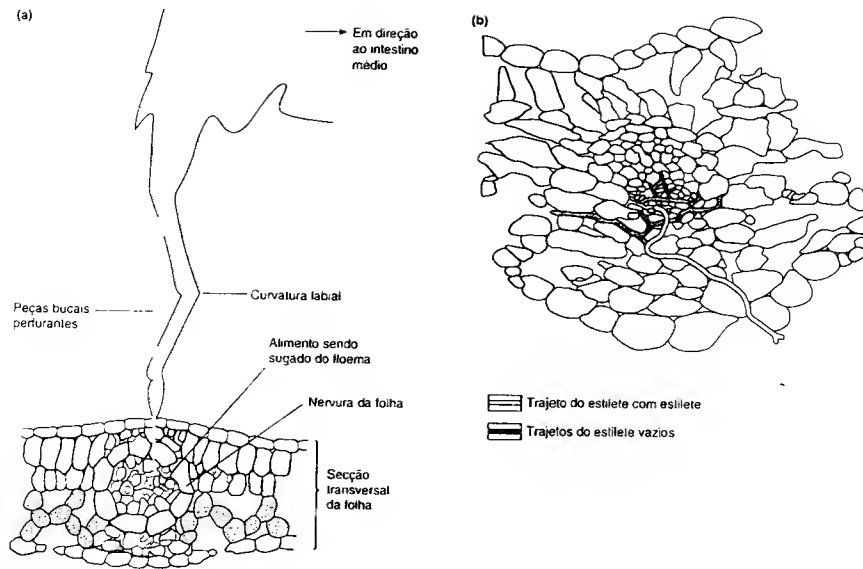 (a)
Em direção
ao intestino
médio
Peças bucais
perfurantes
Curvatura labial
Alimento sendo
sugado do floema
Nervura da folha
Secção
transversal
da folha
(b)
Trajeto do estilete com estilete
Trajetos do estilete vazios